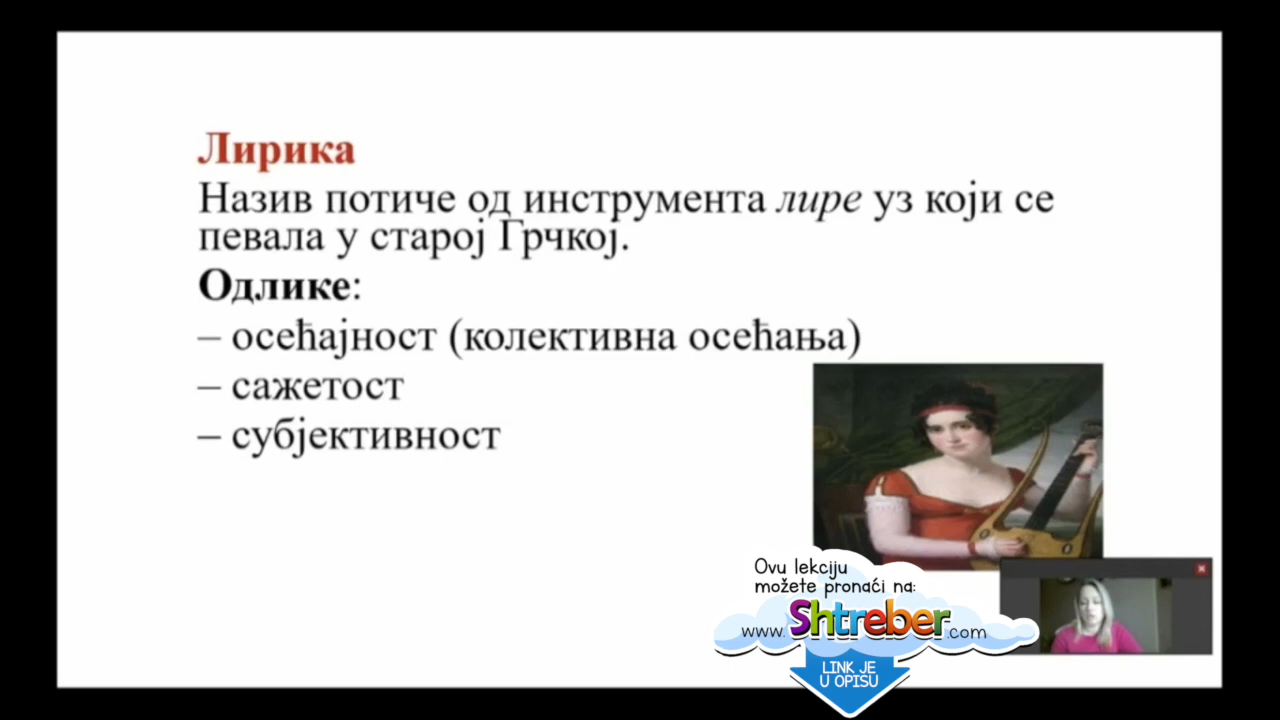 Лирика
Назив потиче од инструмента лире уз који се
певала у старој Грчкој.
Одлике:
– осећајност (колективна осећања)
– сажетост
– субјективност
Ovu lekciju
možete pronaći na:
www.Shtreber.com
LINK JE
U OPISU